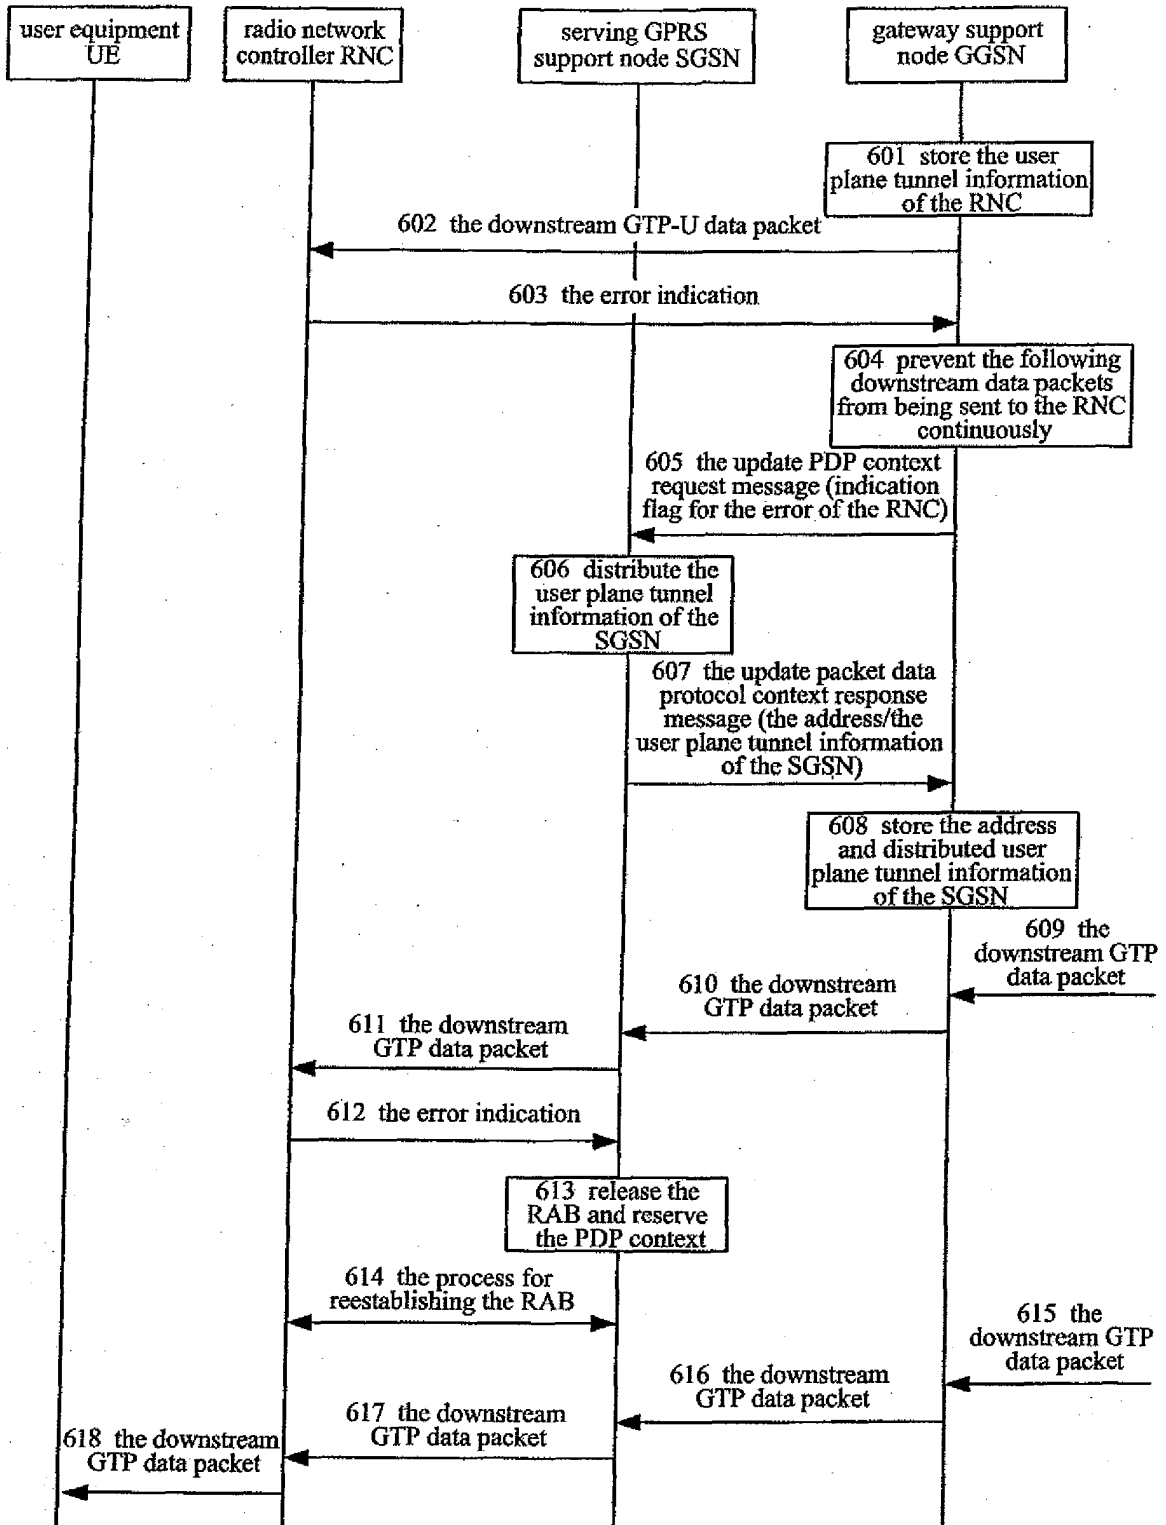 user equipment
UE
radio network
controller RNC
serving GPRS
support node SGSN
gateway support
node GGSN
601 store the user
plane tunnel information
of the RNC
602 the downstream GTP-U data packet
603 the error indication
604 prevent the following
downstream data packets
from being sent to the RNC
continuously
605 the update PDP context
request message (indication
flag for the error of the RNC)
606 distribute the
user plane tunnel
information of the
SGSN
607 the update packet data
protocol context response
message (the address/the
user plane tunnel information
of the SGSN)
608 store the address
and distributed user
plane tunnel information
of the SGSN
609 the
downstream GTP
data packet
610 the downstream
GTP data packet
611 the downstream
GTP data packet
612 the error indication
613 release the
RAB and reserve
the PDP context
614 the process for
reestablishing the RAB
615 the
downstream GTP
data packet
616 the downstream
GTP data packet
617 the downstream
GTP data packet
618 the downstream
GTP data packet